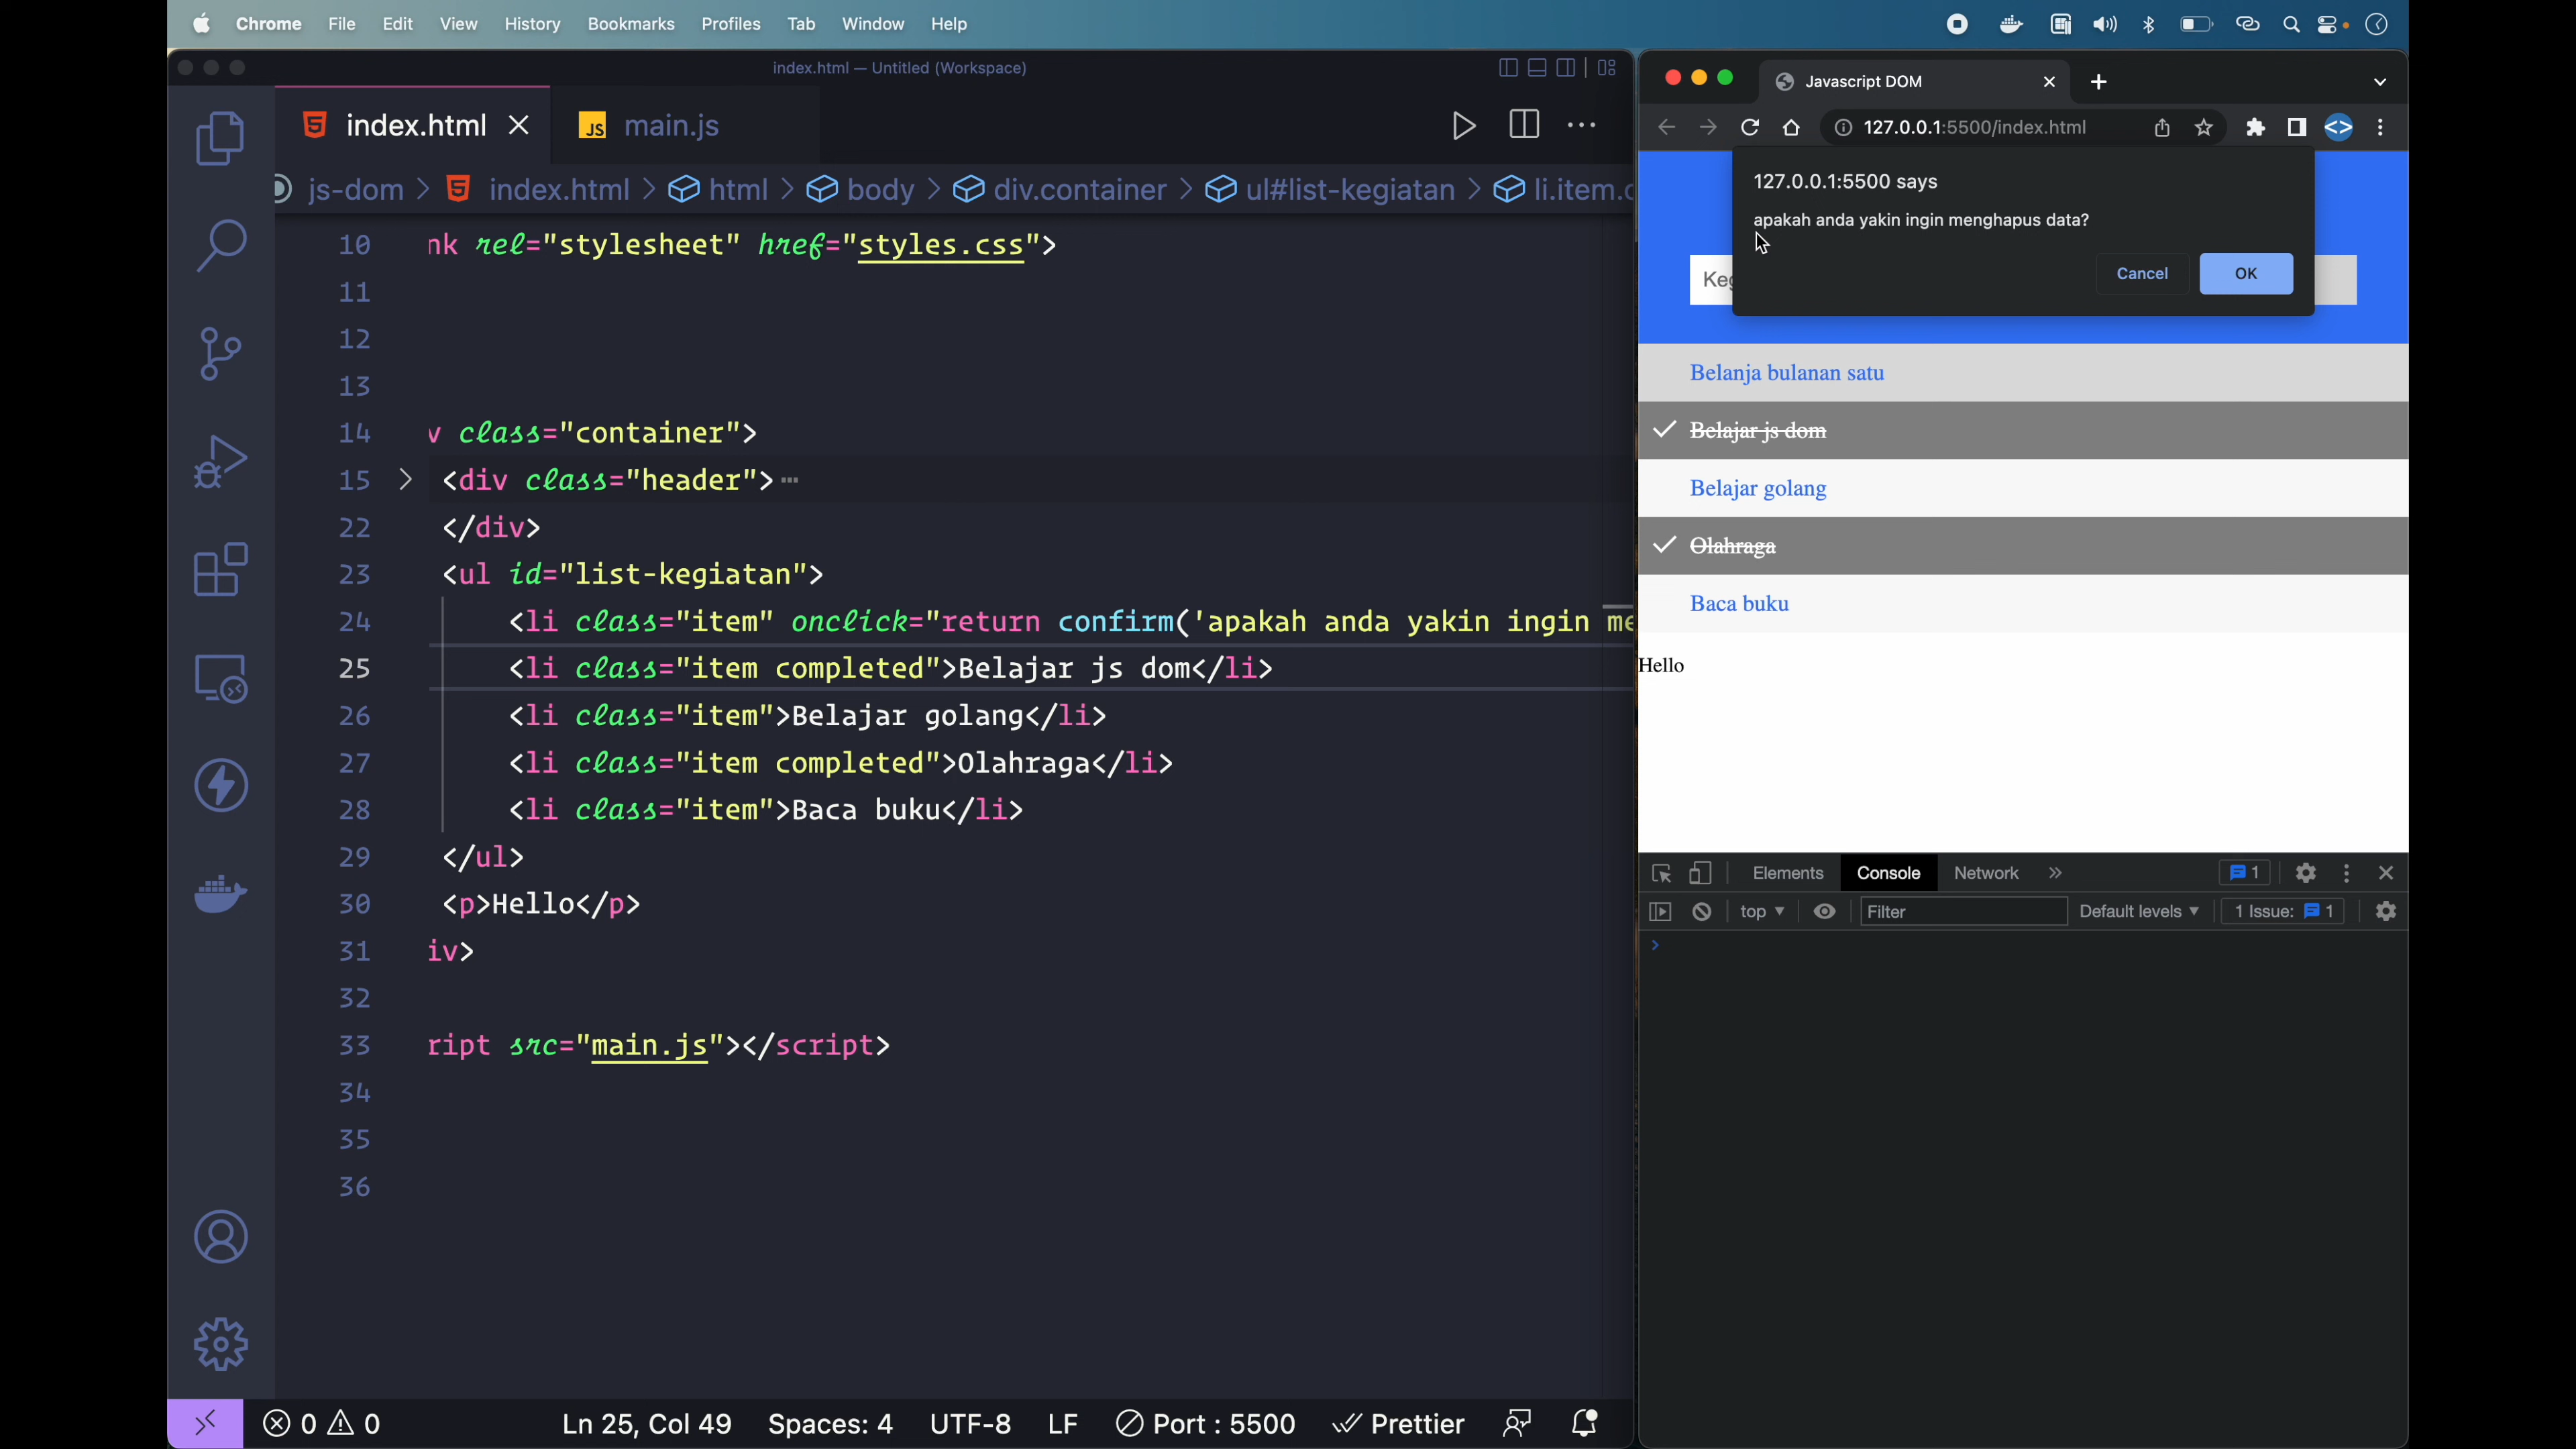 Chrome File Edit View History Bookmarks Profiles Tab Window Help
index.html — Untitled (Workspace)
index.html
JS main.js
js-dom > index.html > html > body > div.container > ul#list-kegiatan >
10 nk rel="stylesheet" href="styles.css">
11
12
13
14 v class="container">
15 <div class="header">
22 </div>
23 <ul id="list-kegiatan">
24 <li class="item" onclick="return confirm('apakah anda yakin ingin me
25 <li class="item completed">Belajar js dom</li>
26 <li class="item">Belajar golang</li>
27 <li class="item completed">Olahraga</li>
28 <li class="item">Baca buku</li>
29 </ul>
30 <p>Hello</p>
31 iv>
32
33 ript src="main.js"></script>
34
35
36
0 0 Ln 25, Col 49 Spaces: 4 UTF-8 LF Port : 5500 Prettier
Javascript DOM
127.0.0.1:5500/index.html
127.0.0.1:5500 says
apakah anda yakin ingin menghapus data?
Cancel OK
Belanja bulanan satu
Belajar js dom
Belajar golang
Olahraga
Baca buku
Hello
Elements Console Network » 1
top Filter Default levels 1 Issue: 1